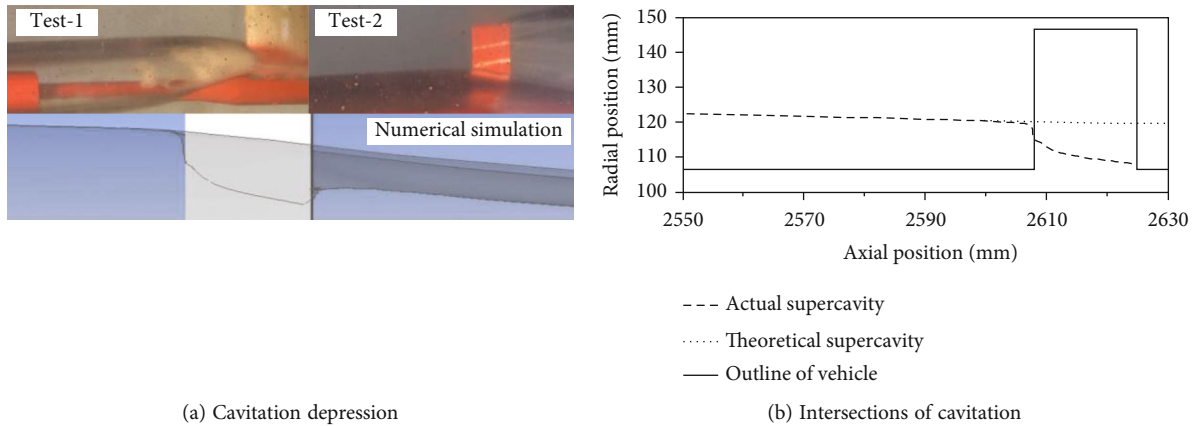 Test-1
Test-2
Numerical simulation
(a) Cavitation depression
150
140
130
120
110
100
Radial position (mm)
2550
2570
2590
2610
2630
Axial position (mm)
Actual supercavity
Theoretical supercavity
Outline of vehicle
(b) Intersections of cavitation